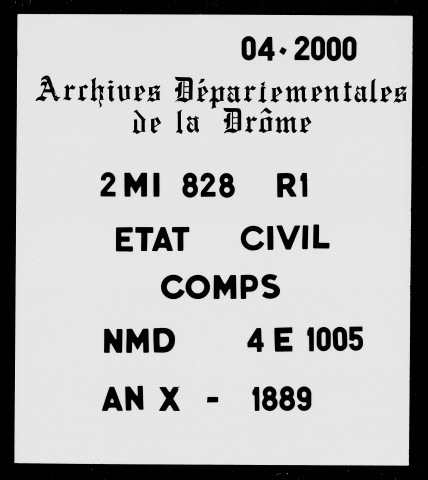 04·2000
Archives Départementales
de la Drôme
2 MI 828 R1
ETAT CIVIL
COMPS
NMD 4 E 1005
AN X - 1889